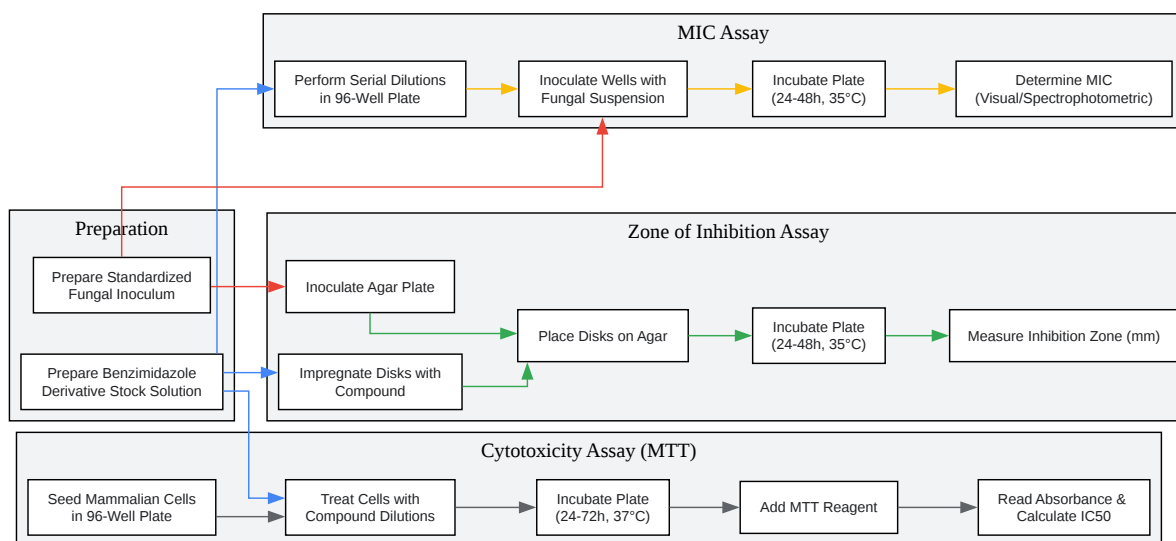 MIC Assay
Perform Serial Dilutions
in 96-Well Plate
Inoculate Wells with
Fungal Suspension
Incubate Plate
(24-48h, 35°C)
Determine MIC
(Visual/Spectrophotometric)
Preparation
Prepare Standardized
Fungal Inoculum
Prepare Benzimidazole
Derivative Stock Solution
Zone of Inhibition Assay
Inoculate Agar Plate
Impregnate Disks with
Compound
Place Disks on Agar
Incubate Plate
(24-48h, 35°C)
Measure Inhibition Zone (mm)
Cytotoxicity Assay (MTT)
Seed Mammalian Cells
in 96-Well Plate
Treat Cells with
Compound Dilutions
Incubate Plate
(24-72h, 37°C)
Add MTT Reagent
Read Absorbance &
Calculate IC50